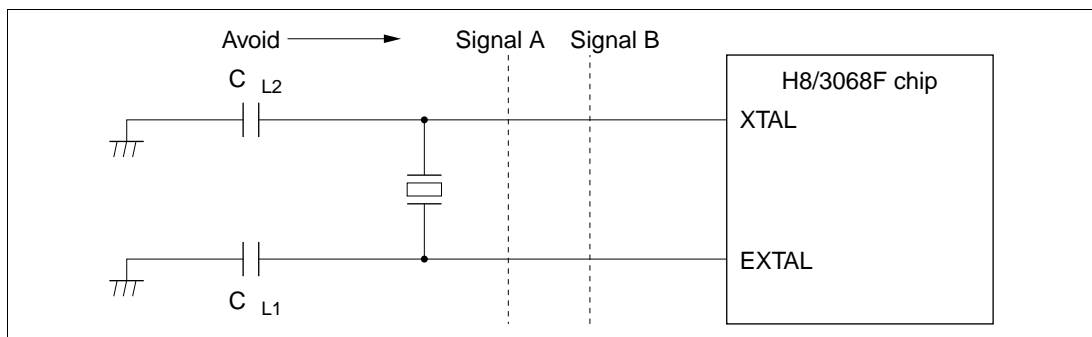 Avoid
Signal A
Signal B
C L2
H8/3068F chip
XTAL
EXTAL
C L1